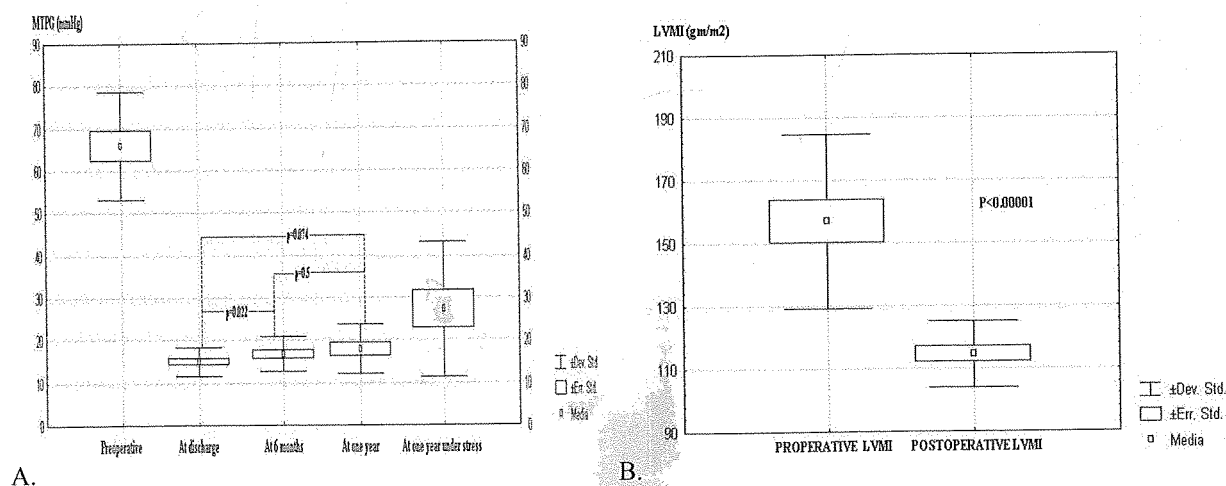 MTPG (mmHg)
90
80
70
60
50
40
30
20
10
0
90
80
70
60
50
40
30
20
10
0
p=0.074
p=0.5
p=0.022
Preoperative
At discharge
At 6 months
At one year
At one year under stress
±Dev. Std
±Err. Std
Media
A.
LVMI (gm/m2)
210
190
170
150
130
110
90
P<0.00001
PROPERATIVE LVMI
POSTOPERATIVE LVMI
±Dev. Std.
±Err. Std.
Media
B.